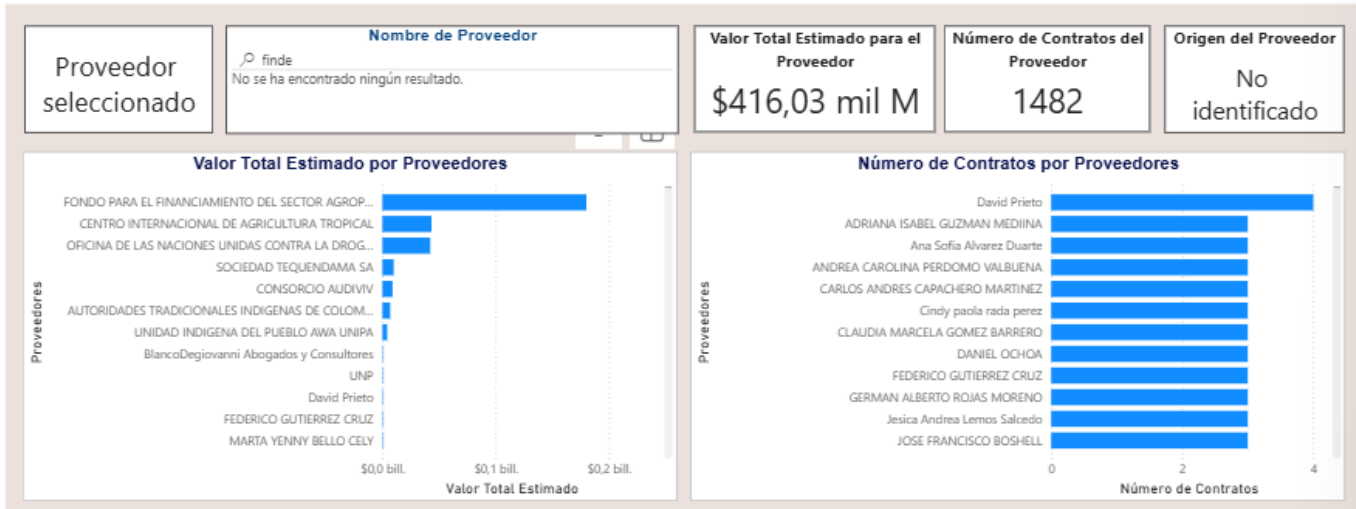 Proveedor
seleccionado
Nombre de Proveedor
finde
No se ha encontrado ningún resultado.
Valor Total Estimado para el
Proveedor
$416,03 mil M
Número de Contratos del
Proveedor
1482
Origen del Proveedor
No
identificado
Valor Total Estimado por Proveedores
Proveedores
FONDO PARA EL FINANCIAMIENTO DEL SECTOR AGROP...
CENTRO INTERNACIONAL DE AGRICULTURA TROPICAL
OFICINA DE LAS NACIONES UNIDAS CONTRA LA DROG...
SOCIEDAD TEQUENDAMA SA
CONSORCIO AUDIVIV
AUTORIDADES TRADICIONALES INDIGENAS DE COLOM...
UNIDAD INDIGENA DEL PUEBLO AWA UNIPA
BlancoDegiovanni Abogados y Consultores
UNP
David Prieto
FEDERICO GUTIERREZ CRUZ
MARTA YENNY BELLO CELY
$0,0 bill. $0,1 bill. $0,2 bill.
Valor Total Estimado
Número de Contratos por Proveedores
Proveedores
David Prieto
ADRIANA ISABEL GUZMAN MEDIINA
Ana Sofia Alvarez Duarte
ANDREA CAROLINA PERDOMO VALBUENA
CARLOS ANDRES CAPACHERO MARTINEZ
Cindy paola rada perez
CLAUDIA MARCELA GOMEZ BARRERO
DANIEL OCHOA
FEDERICO GUTIERREZ CRUZ
GERMAN ALBERTO ROJAS MORENO
Jesica Andrea Lemos Salcedo
JOSE FRANCISCO BOSHELL
0 2 4
Número de Contratos